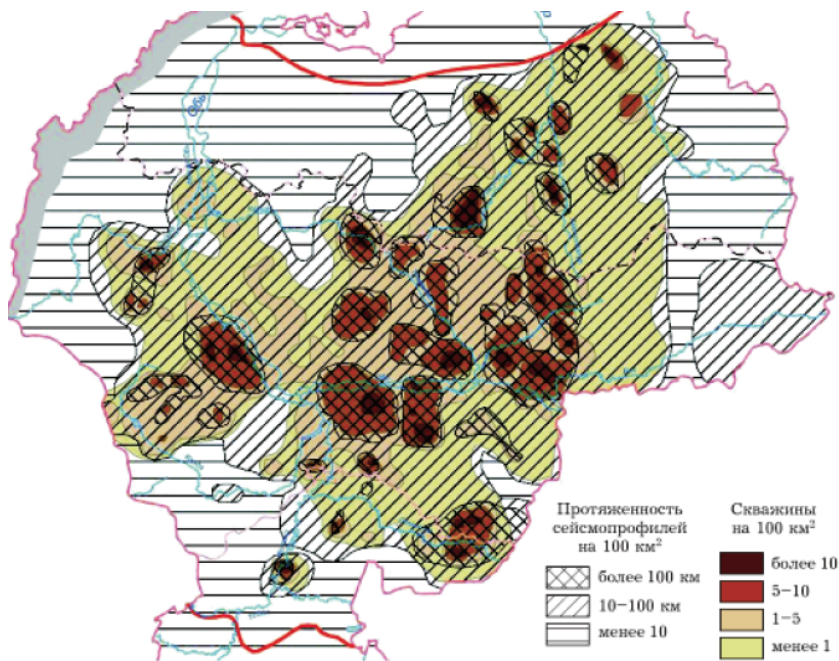 Обь
Протяженность
сейсмопрофилей
на 100 км²
более 100 км
10–100 км
менее 10
Скважины
на 100 км²
более 10
5–10
1–5
менее 1